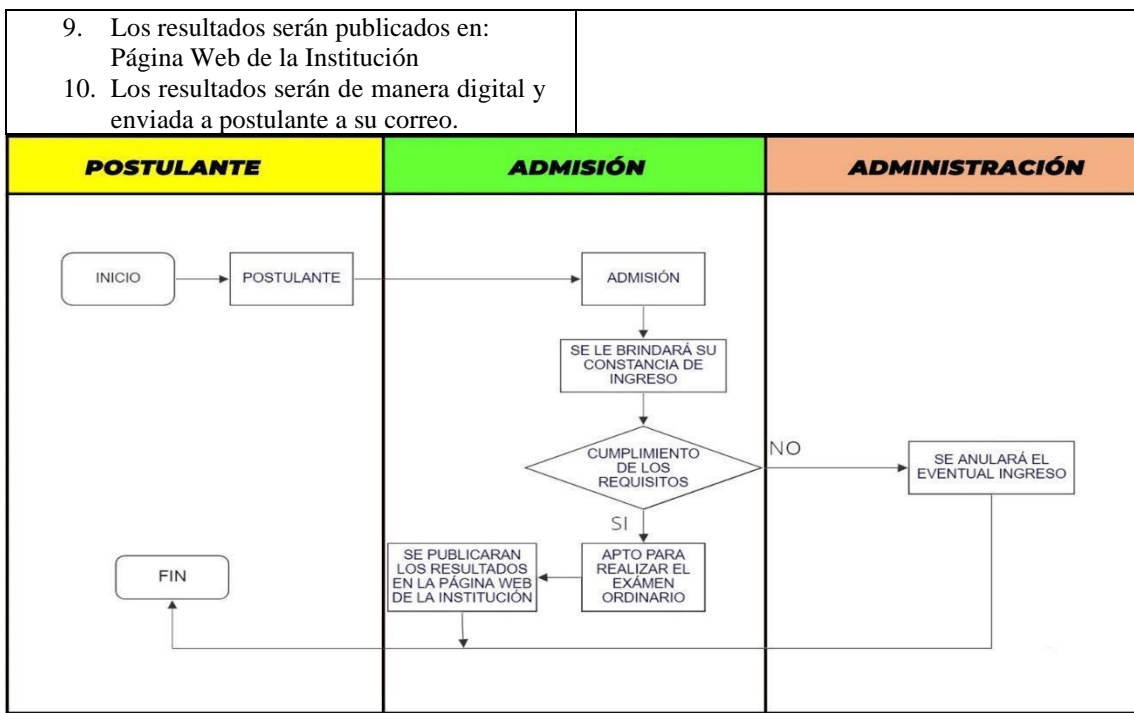 9. Los resultados serán publicados en:
Página Web de la Institución
10. Los resultados serán de manera digital y
enviada a postulante a su correo.
POSTULANTE
ADMISIÓN
ADMINISTRACIÓN
INICIO
POSTULANTE
ADMISIÓN
SE LE BRINDARÁ SU
CONSTANCIA DE
INGRESO
CUMPLIMIENTO
DE LOS
REQUISITOS
NO
SE ANULARÁ EL
EVENTUAL INGRESO
SI
APTO PARA
REALIZAR EL
EXÁMEN
ORDINARIO
SE PUBLICARAN
LOS RESULTADOS
EN LA PÁGINA WEB
DE LA INSTITUCIÓN
FIN